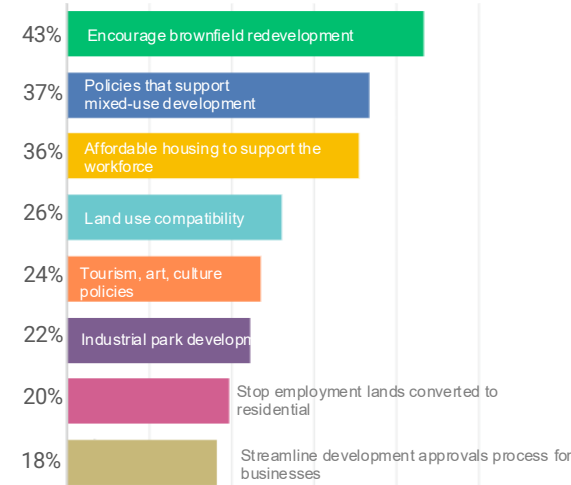 43%
Encourage brownfield redevelopment
37%
Policies that support
mixed-use development
36%
Affordable housing to support the
workforce
26%
Land use compatibility
24%
Tourism, art, culture
policies
22%
Industrial park developn
20%
Stop employment lands converted to
residential
18%
Streamline development approvals process for
businesses